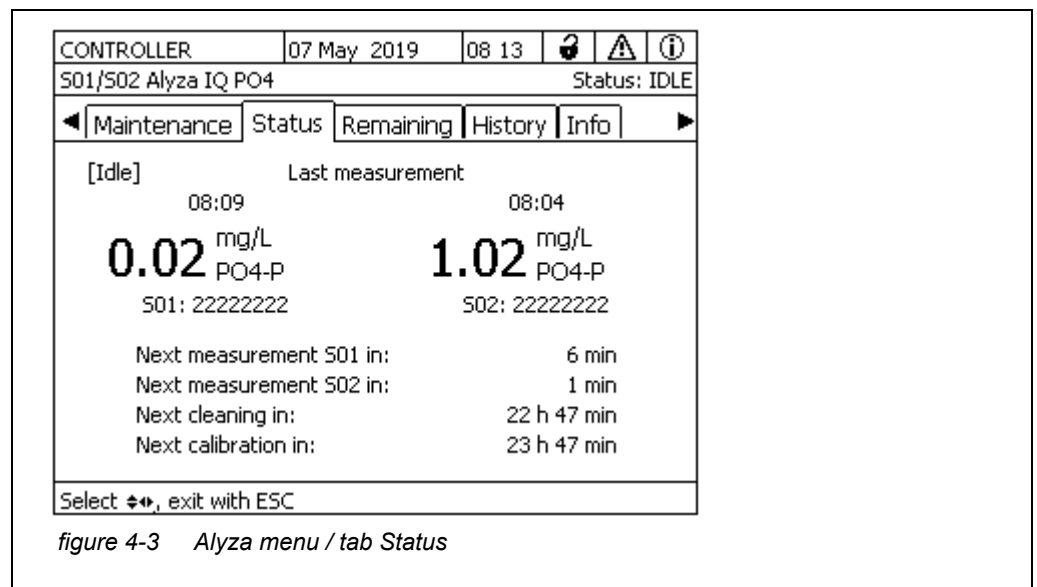 CONTROLLER 07 May 2019 08 13
S01/S02 Alyza IQ PO4 Status: IDLE
Maintenance Status Remaining History Info
[Idle] Last measurement
08:09 08:04
0.02 mg/L PO4-P 1.02 mg/L PO4-P
S01: 22222222 S02: 22222222
Next measurement S01 in: 6 min
Next measurement S02 in: 1 min
Next cleaning in: 22 h 47 min
Next calibration in: 23 h 47 min
Select , exit with ESC
figure 4-3 Alyza menu / tab Status